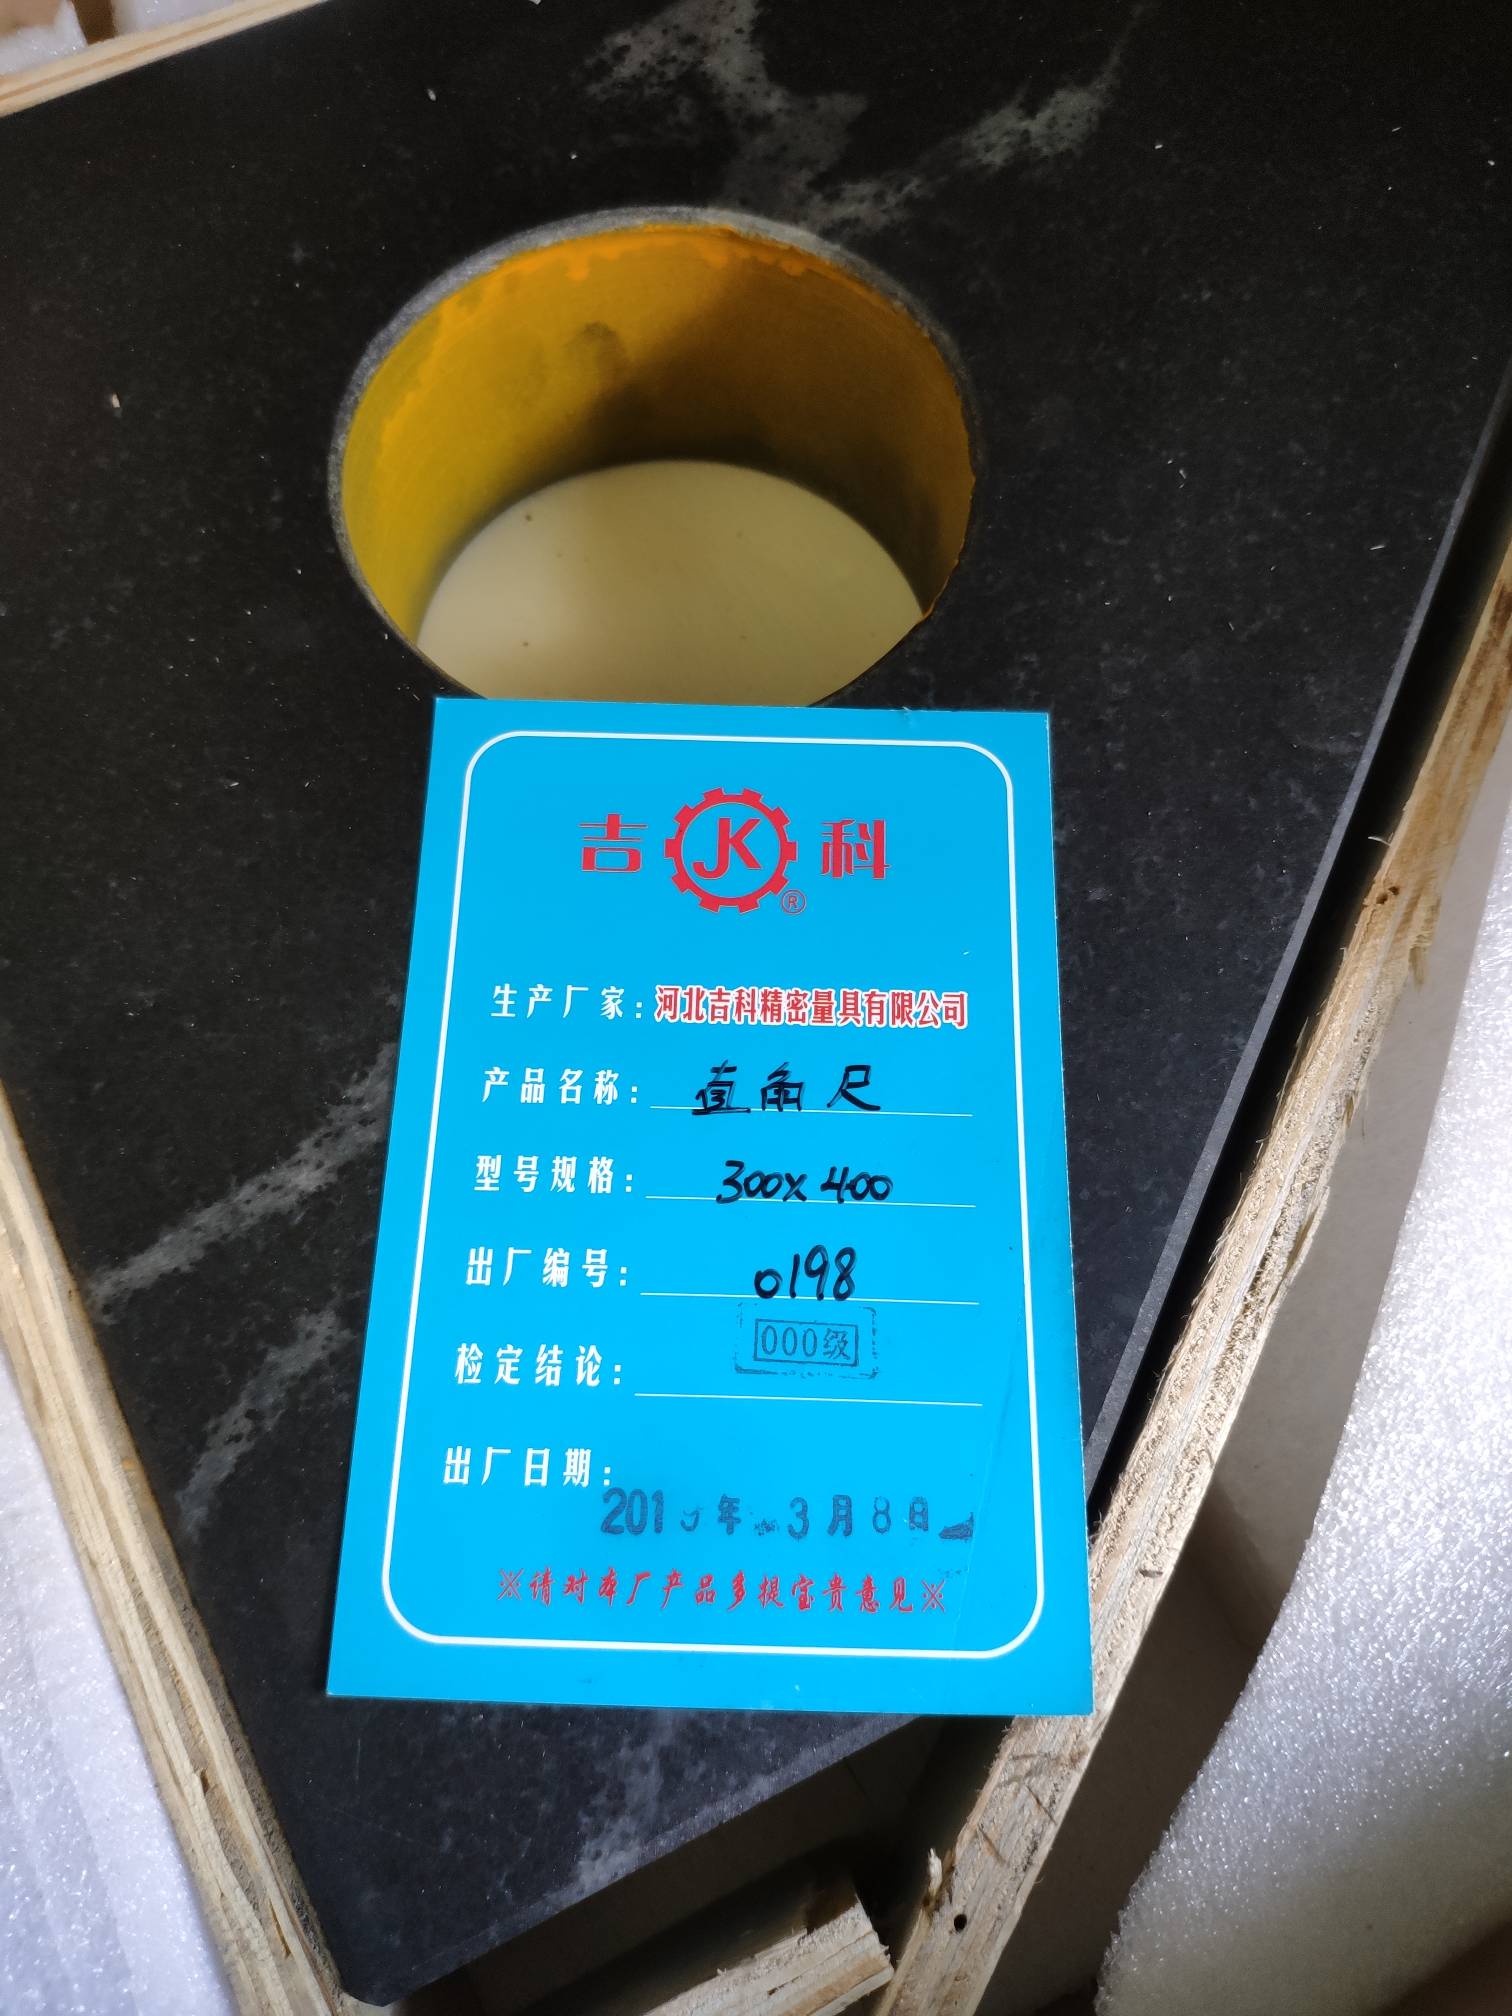 吉 JK 科
®
生产厂家:河北吉科精密量具有限公司
产品名称: 直角尺
型号规格: 300x400
出厂编号: 0198
检定结论: 000级
出厂日期:
3月8日
※请对本厂产品多提宝贵意见※